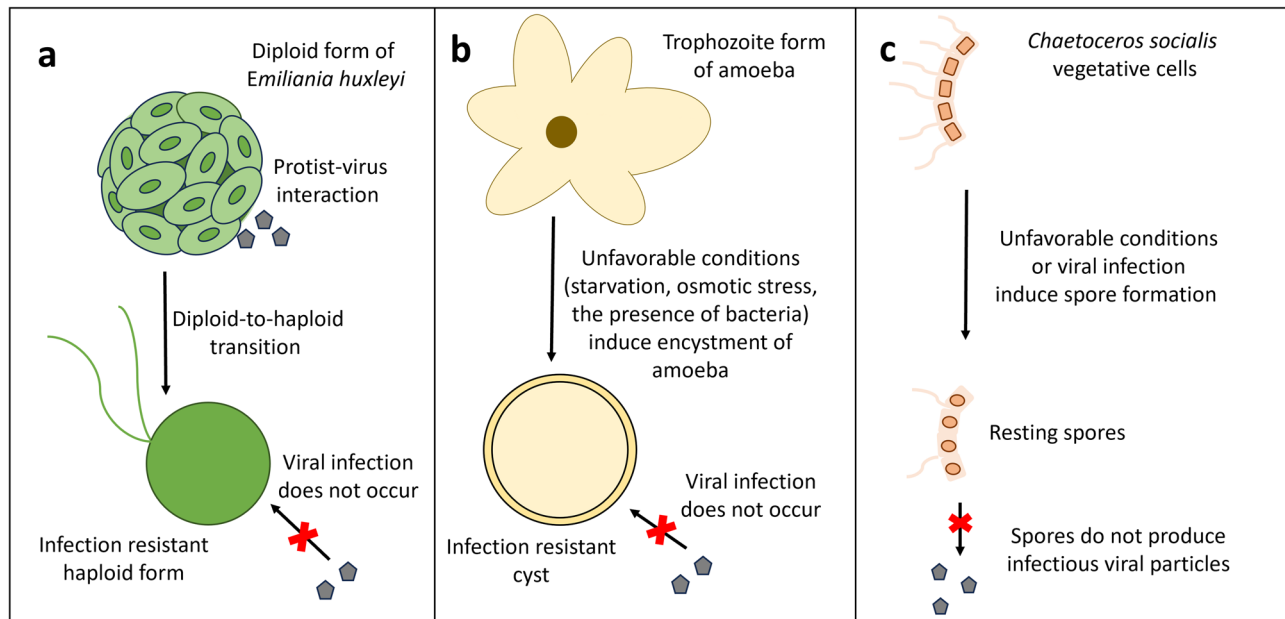 a
Diploid form of
Emiliania huxleyi
Protist-virus
interaction
Diploid-to-haploid
transition
Viral infection
does not occur
Infection resistant
haploid form
b
Trophozoite form
of amoeba
Unfavorable conditions
(starvation, osmotic stress,
the presence of bacteria)
induce encystment of
amoeba
Viral infection
does not occur
Infection resistant
cyst
c
Chaetoceros socialis
vegetative cells
Unfavorable conditions
or viral infection
induce spore formation
Resting spores
Spores do not produce
infectious viral particles